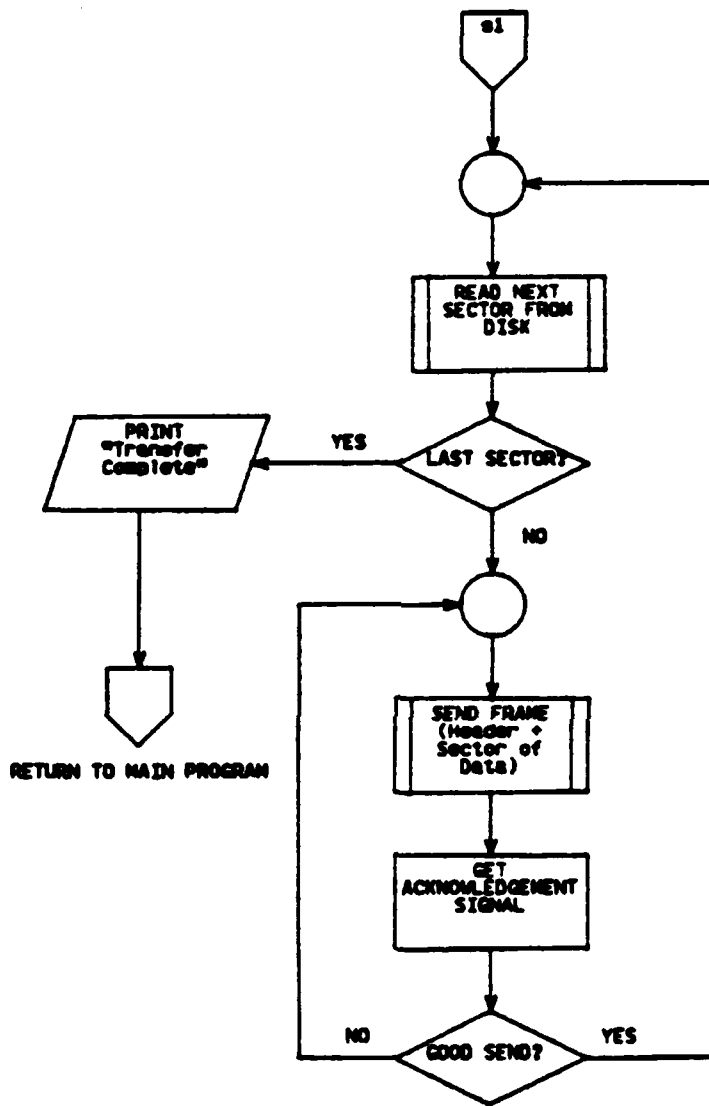 s1
READ NEXT
SECTOR FROM
DISK
PRINT
"Transfer
Complete"
YES
LAST SECTOR?
NO
RETURN TO MAIN PROGRAM
SEND FRAME
(Header +
Sector of
Data)
GET
ACKNOWLEDGEMENT
SIGNAL
NO
GOOD SEND?
YES